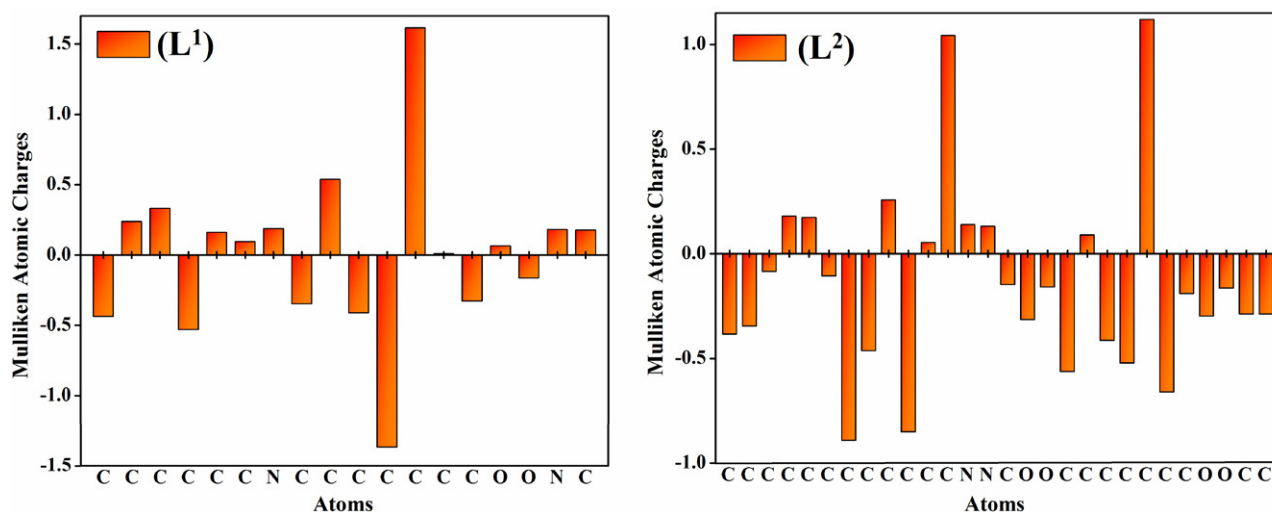 (L¹)
Mulliken Atomic Charges
1.5
1.0
0.5
0.0
-0.5
-1.0
-1.5
C C C C C C N C C C C C C C O O N C
Atoms
(L²)
Mulliken Atomic Charges
1.0
0.5
0.0
-0.5
-1.0
C C C C C C C C C C C C N N C O O C C C C C C C O O C C
Atoms